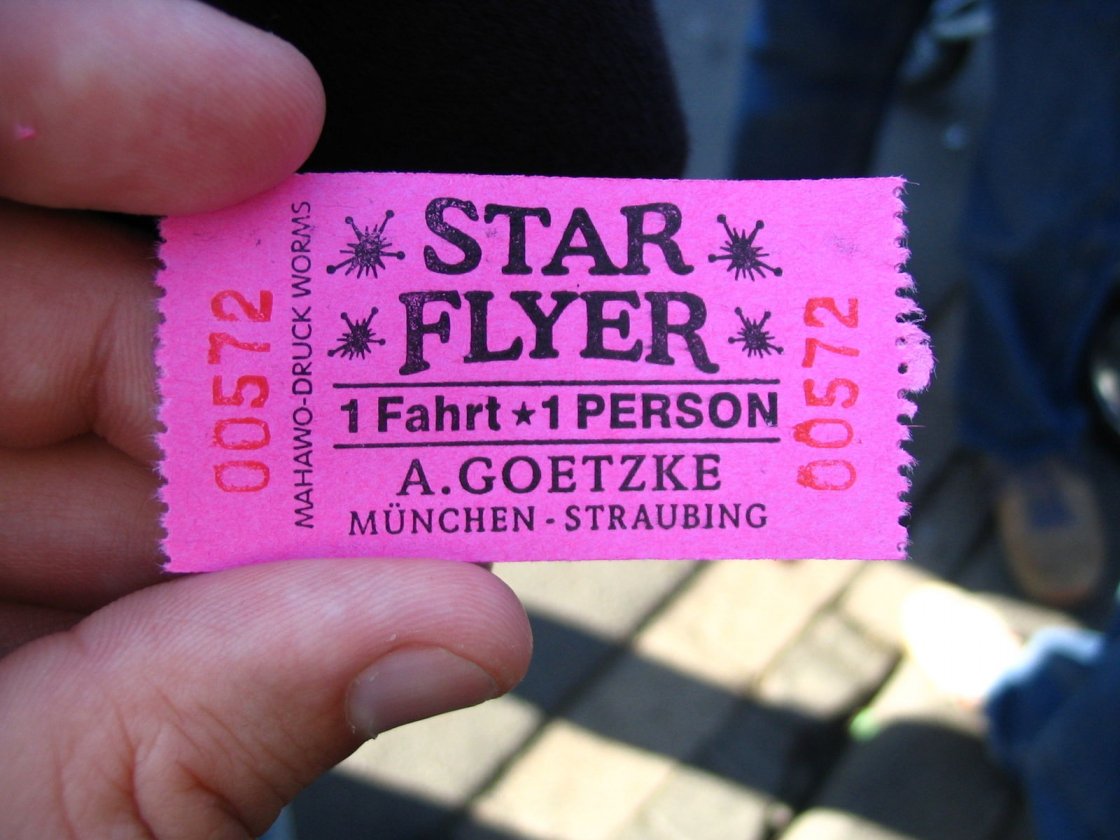 00572
MAHAWO-DRUCK WORMS
STAR
FLYER
1 Fahrt ★ 1 PERSON
A. GOETZKE
MÜNCHEN - STRAUBING
00572